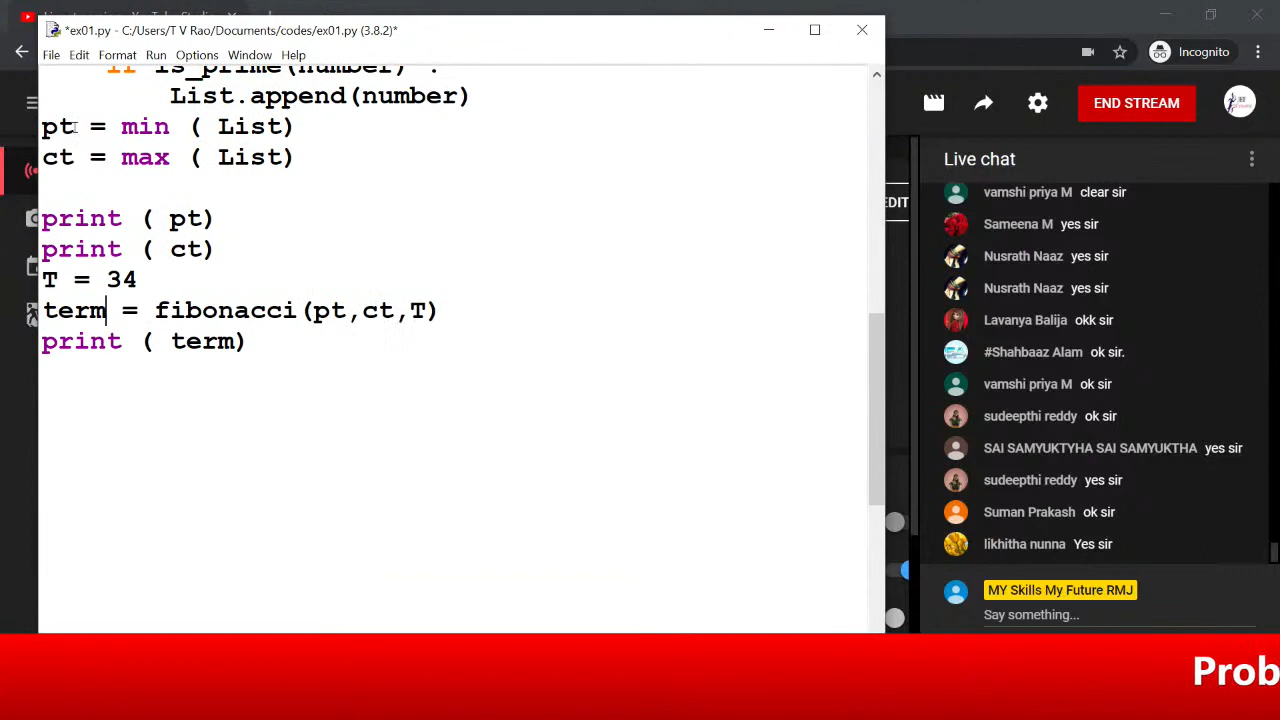 *ex01.py - C:/Users/T V Rao/Documents/codes/ex01.py (3.8.2)*
File Edit Format Run Options Window Help
if is_prime(number) :
List.append(number)
pt = min ( List)
ct = max ( List)
print ( pt)
print ( ct)
T = 34
term = fibonacci(pt,ct,T)
print ( term)
Incognito
END STREAM
EDIT
Live chat
vamshi priya M clear sir
Sameena M yes sir
Nusrath Naaz yes sir
Nusrath Naaz yes sir
Lavanya Balija okk sir
#Shahbaaz Alam ok sir.
vamshi priya M ok sir
sudeepthi reddy ok sir
SAI SAMYUKTYHA SAI SAMYUKTHA yes sir
sudeepthi reddy yes sir
Suman Prakash ok sir
likhitha nunna Yes sir
MY Skills My Future RMJ
Say something...
Prob